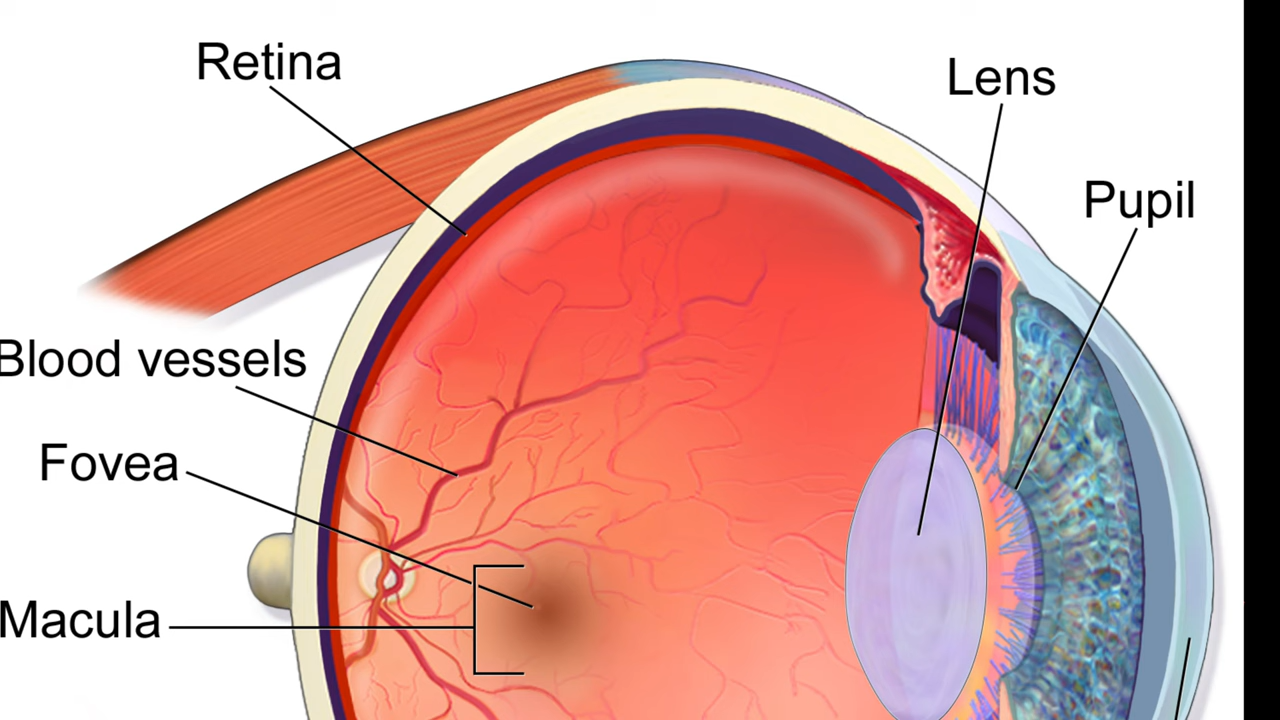 Retina
Lens
Pupil
Blood vessels
Fovea
Macula